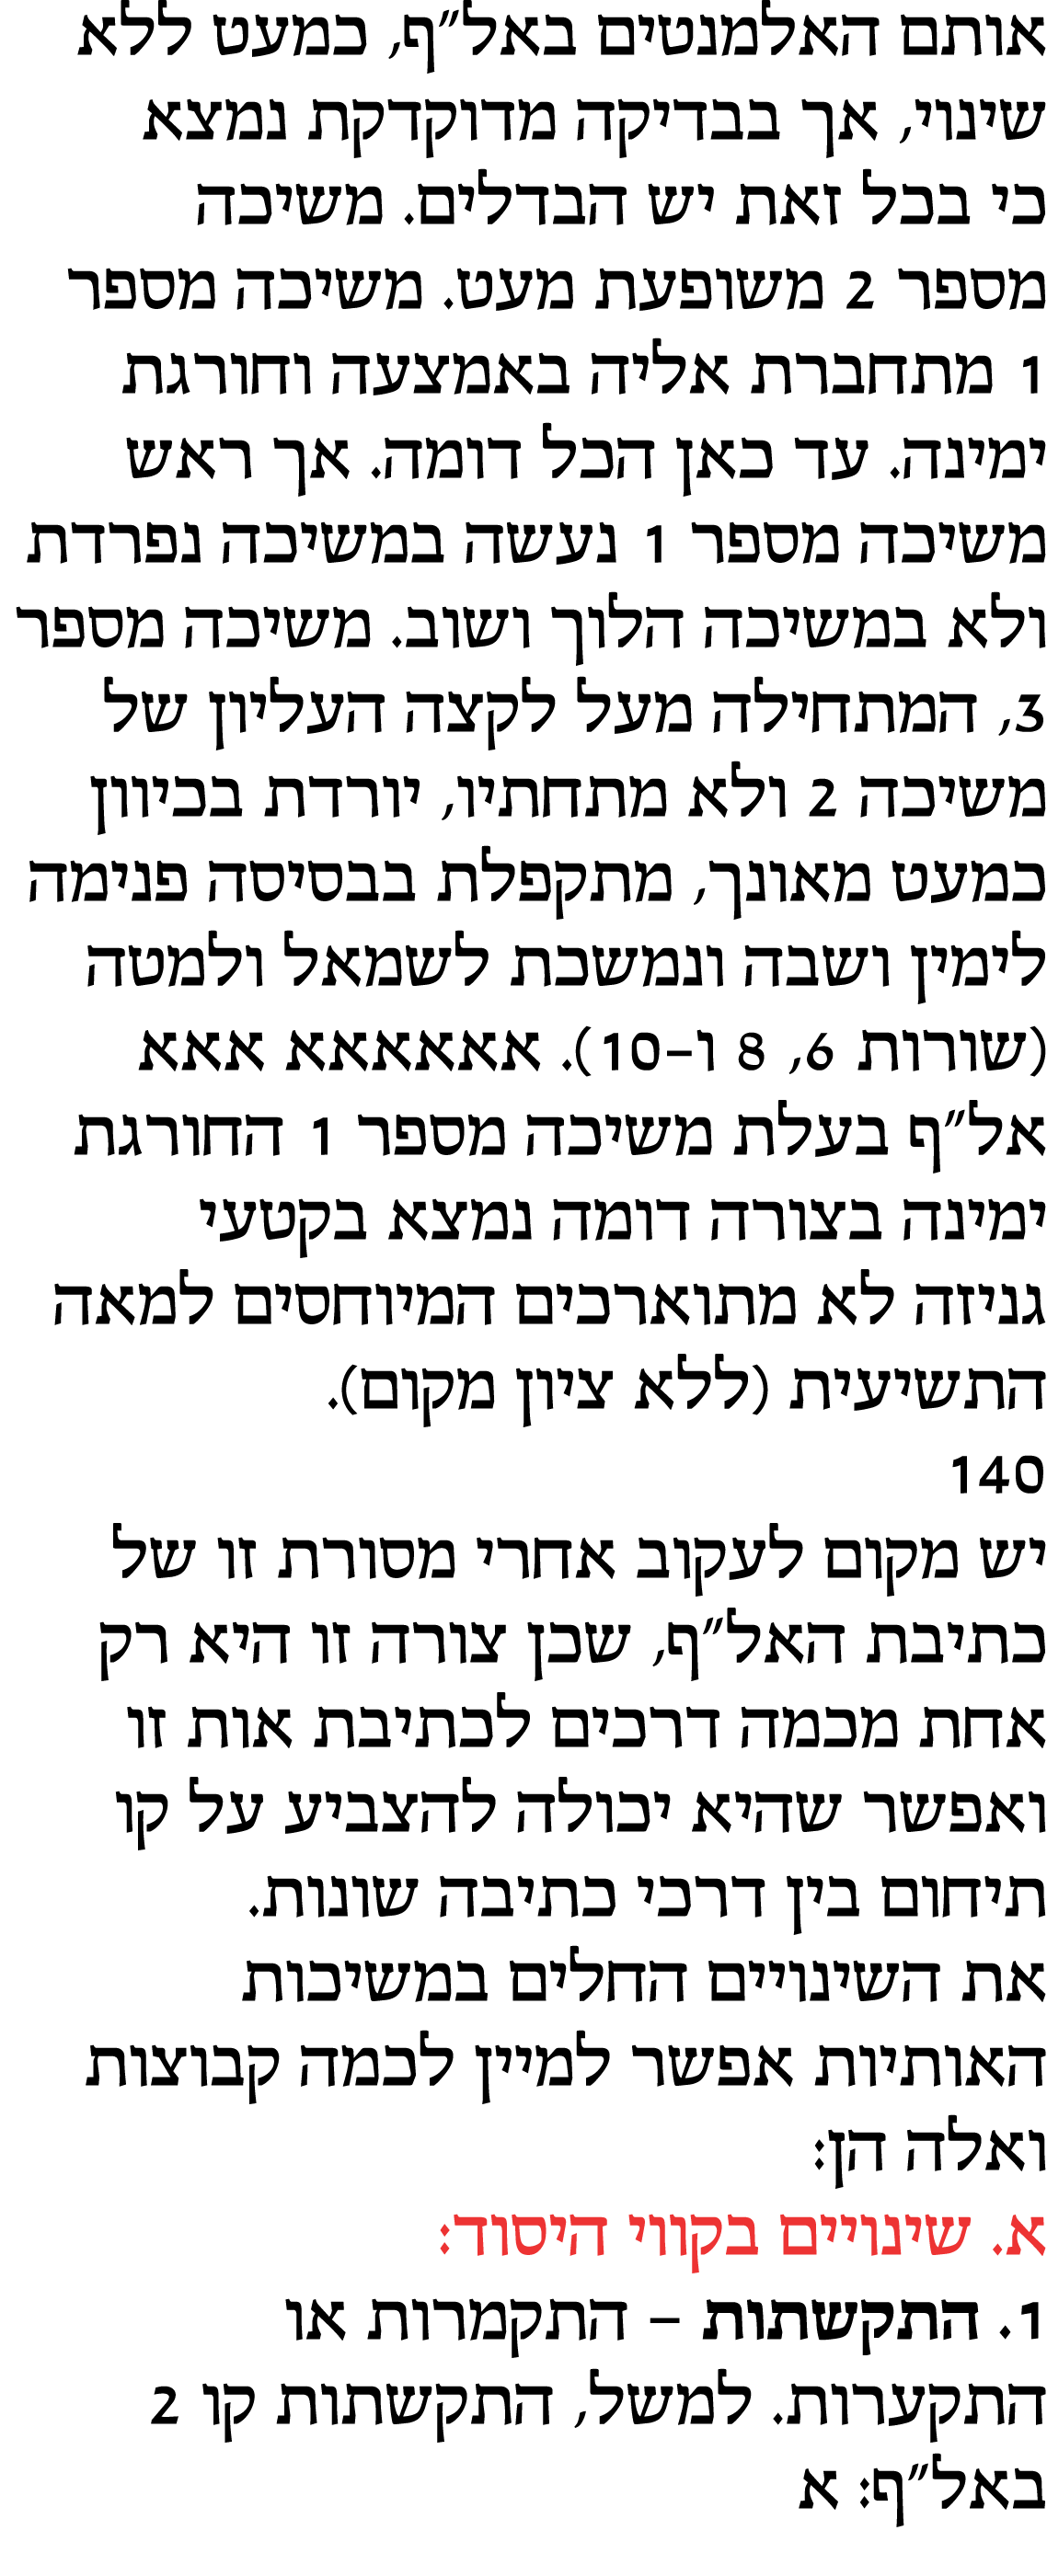 אותם האלמנטים באל״ף, כמעט ללא
שינוי, אך בבדיקה מדוקדקת נמצא
כי בכל זאת יש הבדלים. משיכה
מספר 2 משופעת מעט. משיכה מספר
1 מתחברת אליה באמצעה וחורגת
ימינה. עד כאן הכל דומה. אך ראש
משיכה מספר 1 נעשה במשיכה נפרדת
ולא במשיכה הלוך ושוב. משיכה מספר
3, המתחילה מעל לקצה העליון של
משיכה 2 ולא מתחתיו, יורדת בכיוון
כמעט מאונך, מתקפלת בבסיסה פנימה
לימין ושבה ונמשכת לשמאל ולמטה
(שורות 6, 8 ו-10). אאאאאא אאא
אל״ף בעלת משיכה מספר 1 החורגת
ימינה בצורה דומה נמצא בקטעי
גניזה לא מתוארכים המיוחסים למאה
התשיעית (ללא ציון מקום).
140
יש מקום לעקוב אחרי מסורת זו של
כתיבת האל״ף, שכן צורה זו היא רק
אחת מכמה דרכים לכתיבת אות זו
ואפשר שהיא יכולה להצביע על קו
תיחום בין דרכי כתיבה שונות.
את השינויים החלים במשיכות
האותיות אפשר למיין לכמה קבוצות
ואלה הן:
א. שינויים בקווי היסוד:
1. התקשתות – התקמרות או
התקערות. למשל, התקשתות קו 2
באל״ף: א